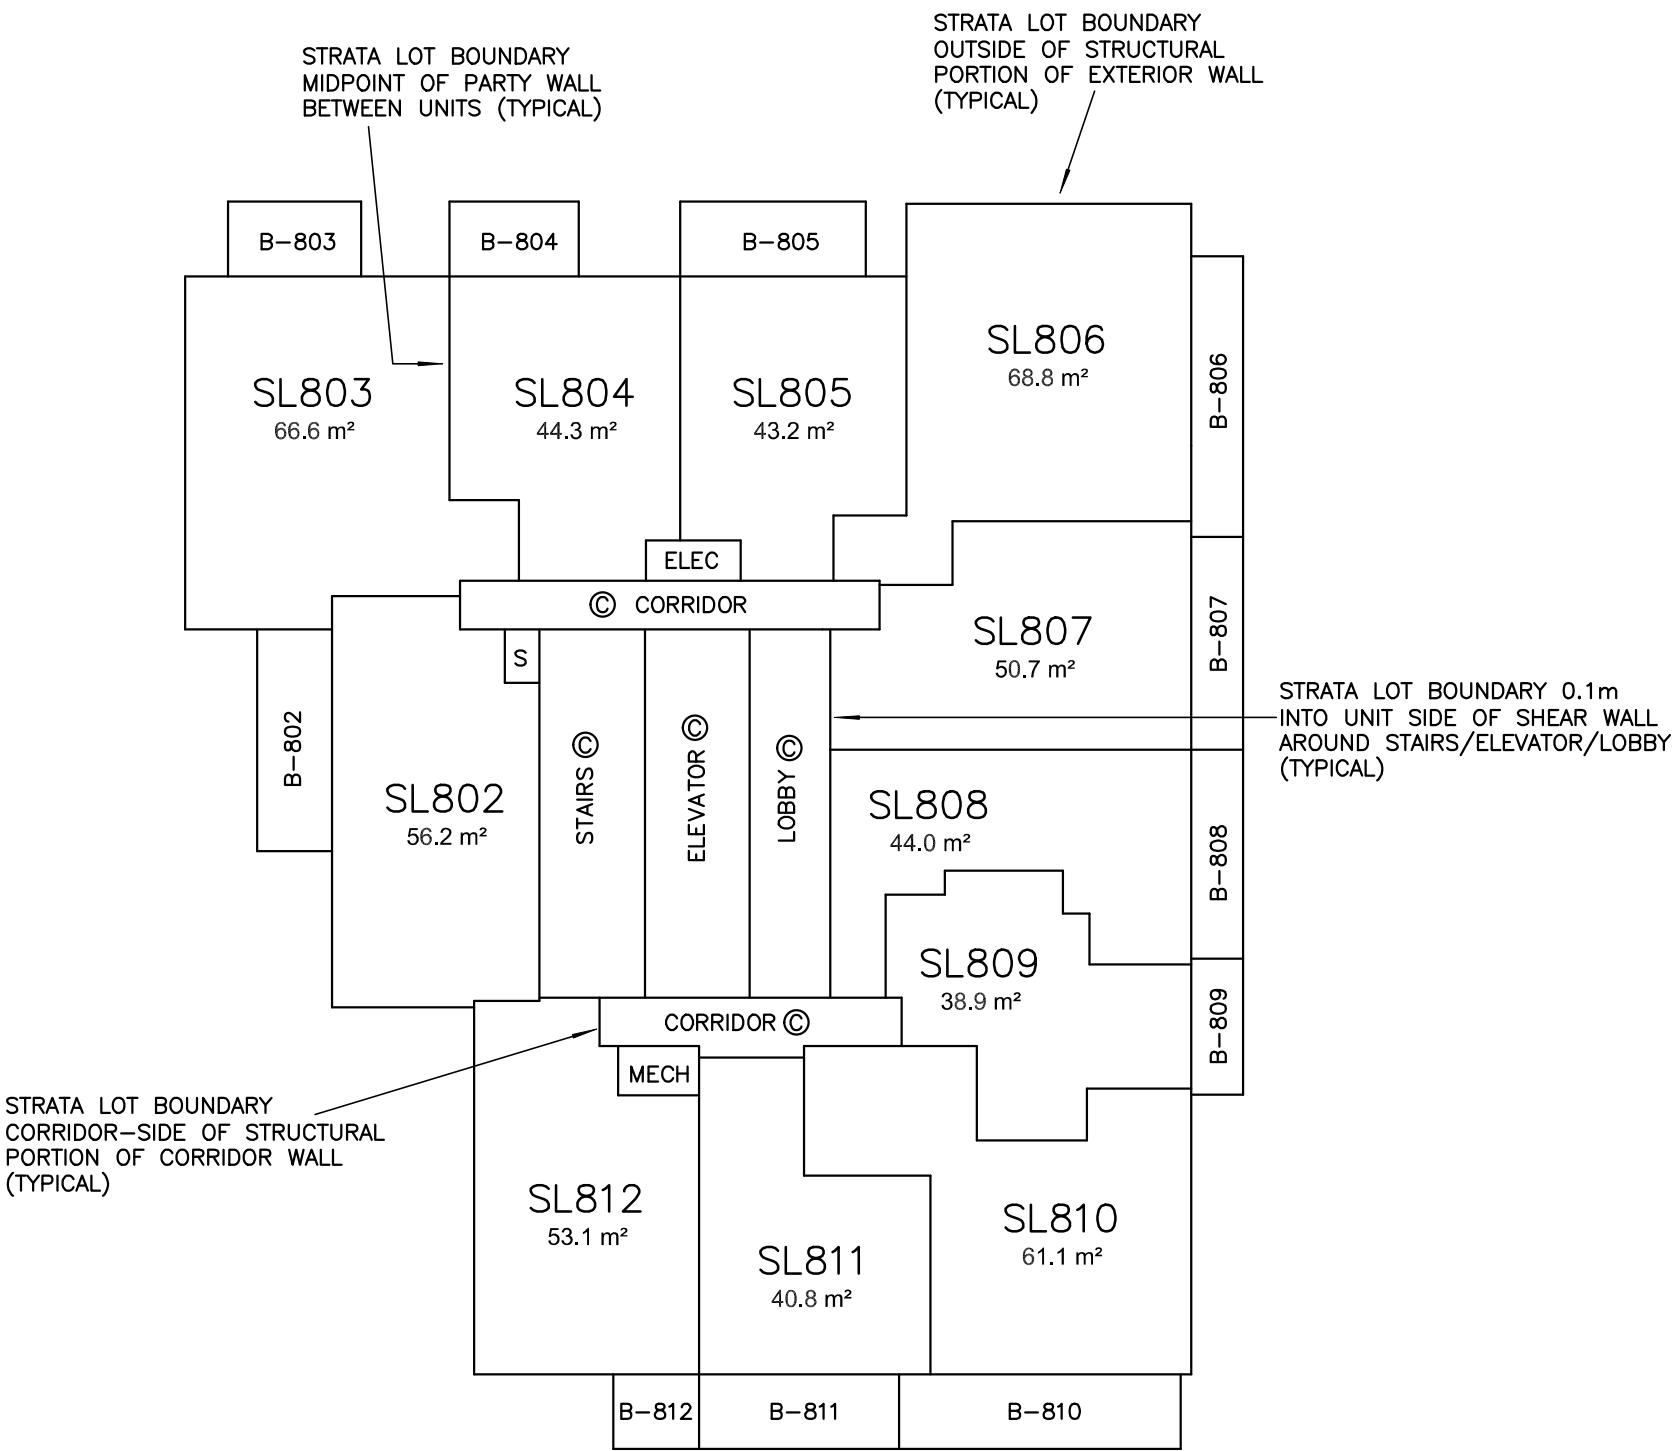 STRATA LOT BOUNDARY
OUTSIDE OF STRUCTURAL
PORTION OF EXTERIOR WALL
(TYPICAL)
STRATA LOT BOUNDARY
MIDPOINT OF PARTY WALL
BETWEEN UNITS (TYPICAL)
B-803
B-804
B-805
SL806
68.8 m²
B-806
SL803
66.6 m²
SL804
44.3 m²
SL805
43.2 m²
ELEC
© CORRIDOR
S
SL807
50.7 m²
B-807
STRATA LOT BOUNDARY 0.1m
INTO UNIT SIDE OF SHEAR WALL
AROUND STAIRS/ELEVATOR/LOBBY
(TYPICAL)
B-802
SL802
56.2 m²
STAIRS ©
ELEVATOR ©
LOBBY ©
SL808
44.0 m²
B-808
SL809
38.9 m²
B-809
CORRIDOR ©
MECH
STRATA LOT BOUNDARY
CORRIDOR-SIDE OF STRUCTURAL
PORTION OF CORRIDOR WALL
(TYPICAL)
SL812
53.1 m²
SL811
40.8 m²
SL810
61.1 m²
B-812
B-811
B-810